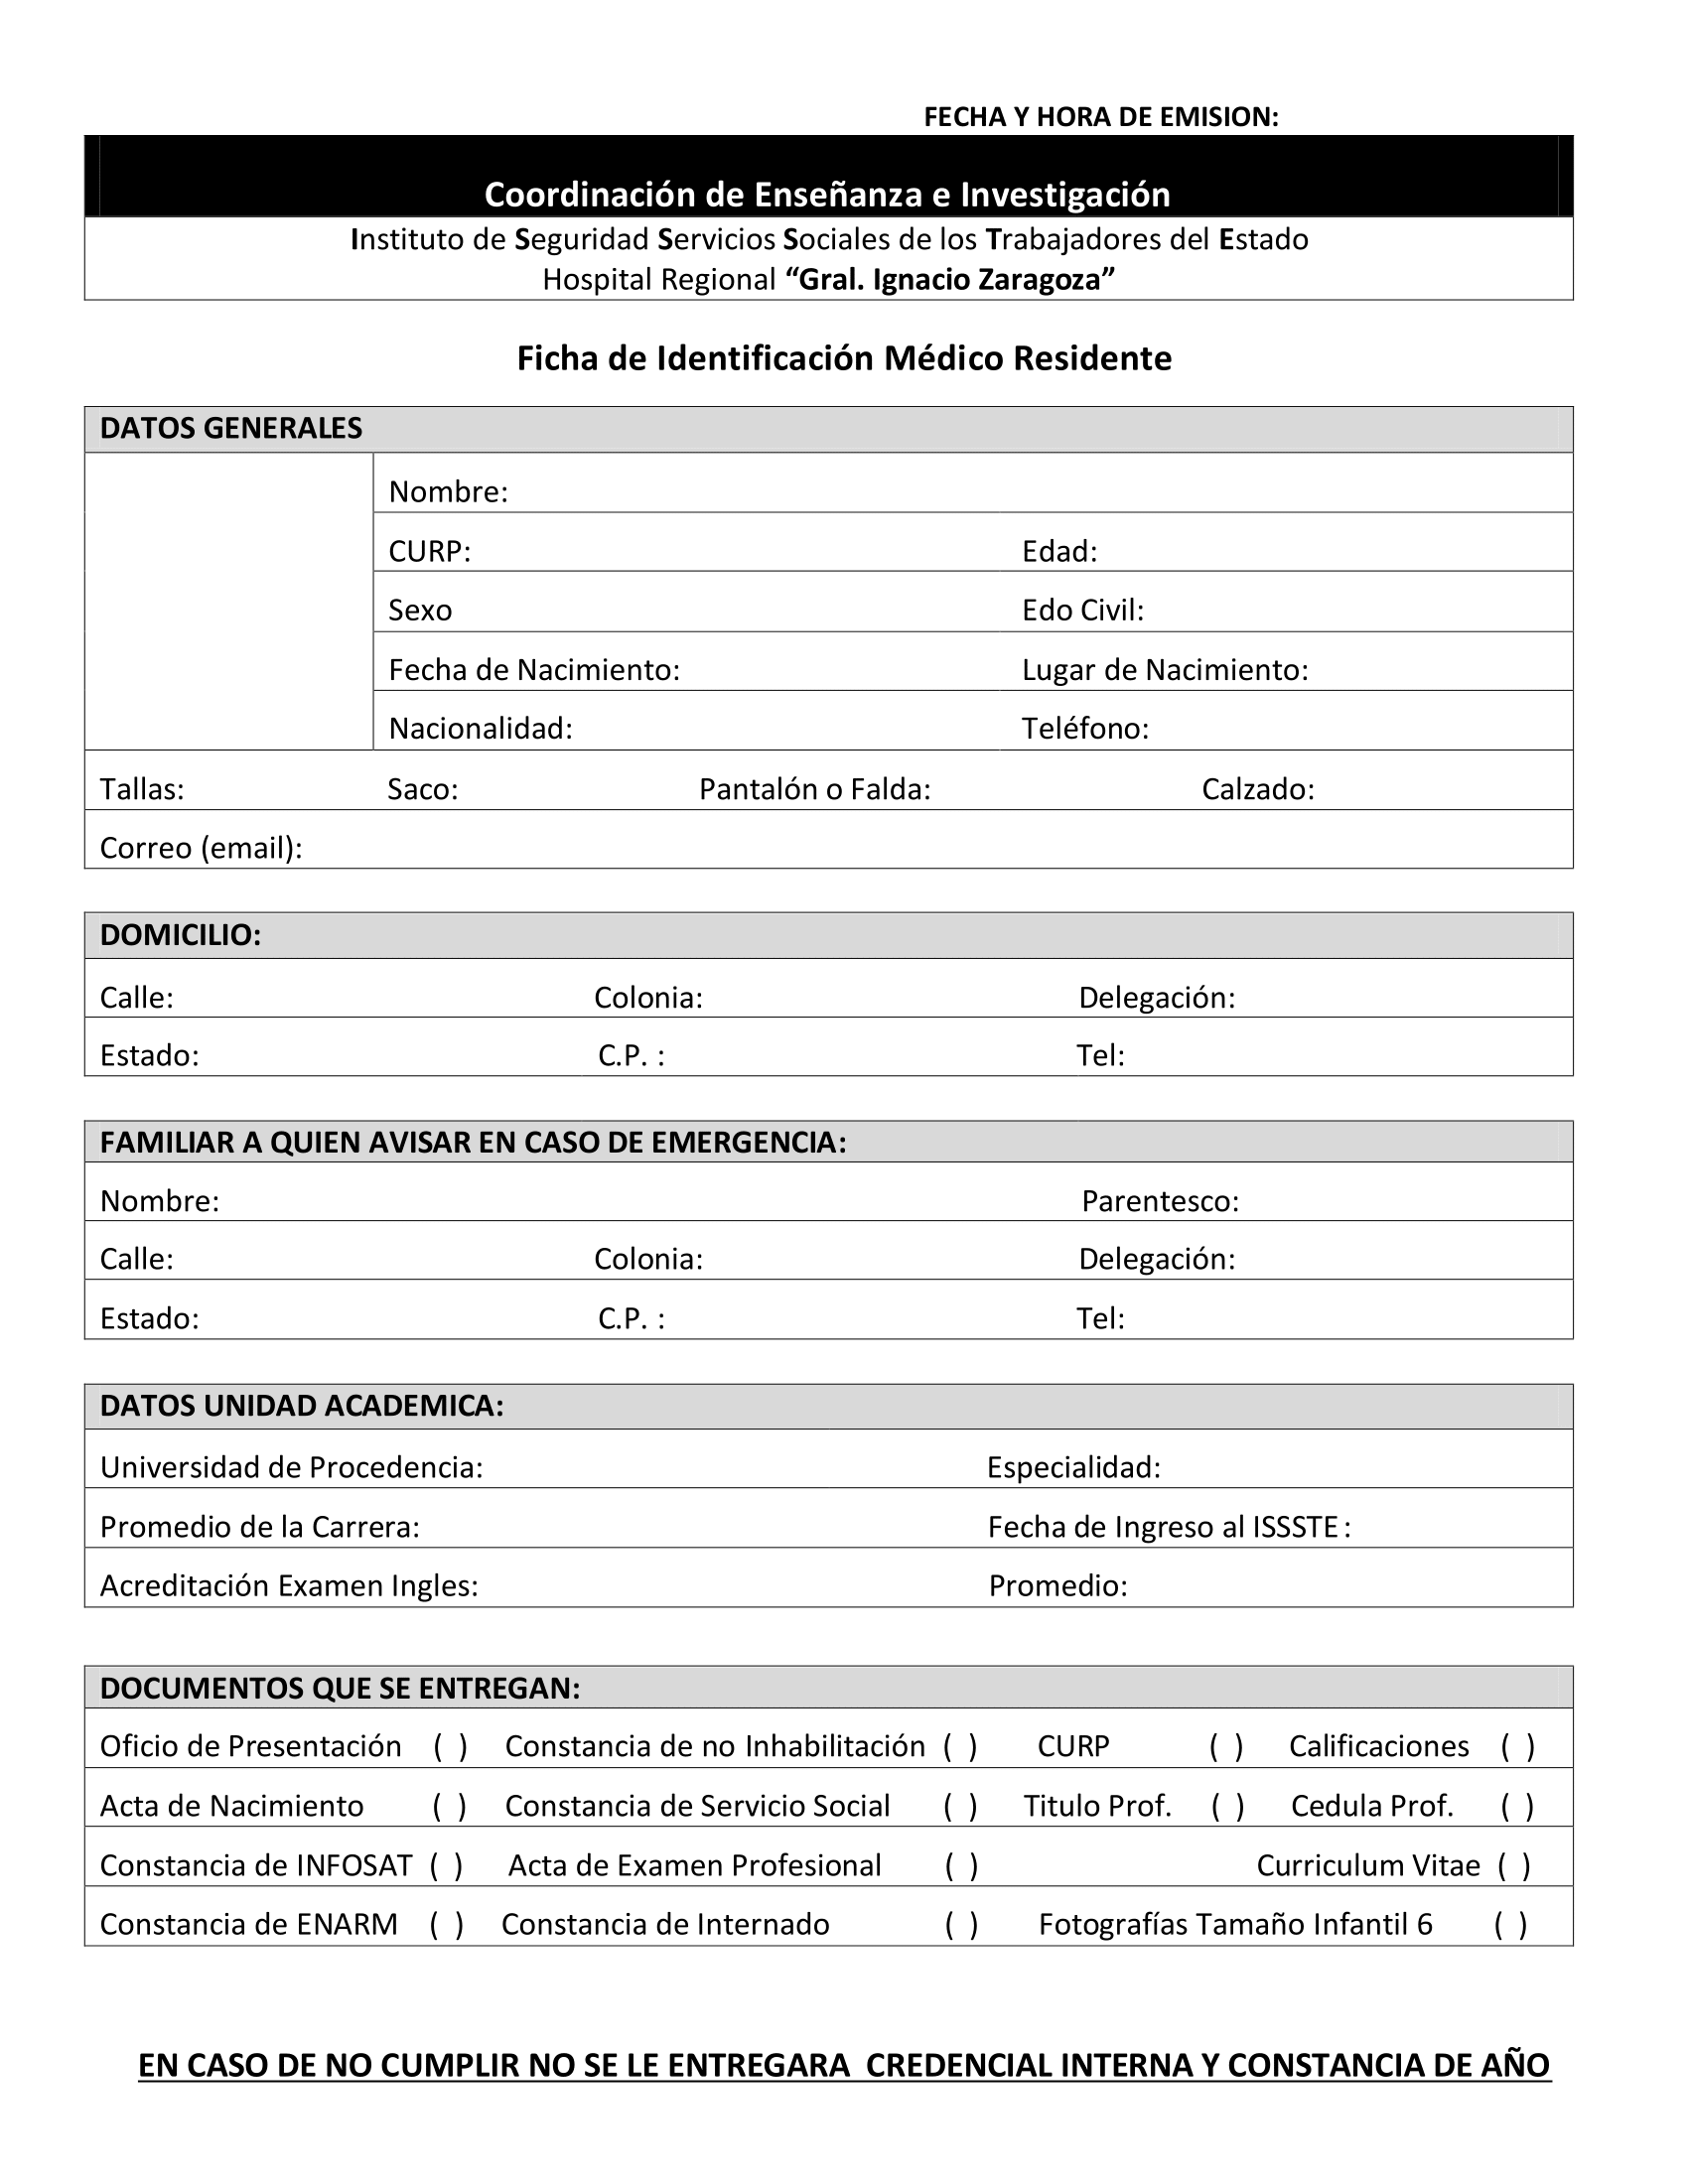 FECHA Y HORA DE EMISION:
Coordinación de Enseñanza e Investigación
Instituto de Seguridad Servicios Sociales de los Trabajadores del Estado
Hospital Regional “Gral. Ignacio Zaragoza”
Ficha de Identificación Médico Residente
DATOS GENERALES
Nombre:
CURP: Edad:
Sexo Edo Civil:
Fecha de Nacimiento: Lugar de Nacimiento:
Nacionalidad: Teléfono:
Tallas: Saco: Pantalón o Falda: Calzado:
Correo (email):
DOMICILIO:
Calle: Colonia: Delegación:
Estado: C.P. : Tel:
FAMILIAR A QUIEN AVISAR EN CASO DE EMERGENCIA:
Nombre: Parentesco:
Calle: Colonia: Delegación:
Estado: C.P. : Tel:
DATOS UNIDAD ACADEMICA:
Universidad de Procedencia: Especialidad:
Promedio de la Carrera: Fecha de Ingreso al ISSSTE :
Acreditación Examen Ingles: Promedio:
DOCUMENTOS QUE SE ENTREGAN:
Oficio de Presentación ( ) Constancia de no Inhabilitación ( ) CURP ( ) Calificaciones ( )
Acta de Nacimiento ( ) Constancia de Servicio Social ( ) Titulo Prof. ( ) Cedula Prof. ( )
Constancia de INFOSAT ( ) Acta de Examen Profesional ( ) Curriculum Vitae ( )
Constancia de ENARM ( ) Constancia de Internado ( ) Fotografías Tamaño Infantil 6 ( )
EN CASO DE NO CUMPLIR NO SE LE ENTREGARA CREDENCIAL INTERNA Y CONSTANCIA DE AÑO